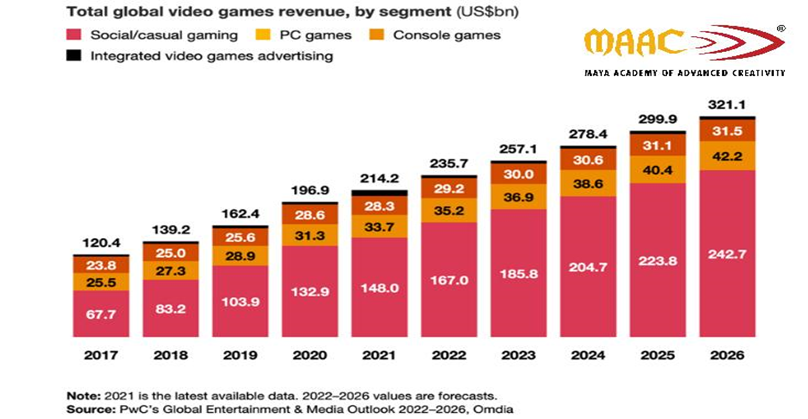 Total global video games revenue, by segment (US$bn)
Social/casual gaming PC games Console games
Integrated video games advertising
MAAC ®
MAYA ACADEMY OF ADVANCED CREATIVITY
120.4 139.2 162.4 196.9 214.2 235.7 257.1 278.4 299.9 321.1
23.8 25.0 25.6 28.6 28.3 29.2 30.0 30.6 31.1 31.5
25.5 27.3 28.9 31.3 33.7 35.2 36.9 38.6 40.4 42.2
67.7 83.2 103.9 132.9 148.0 167.0 185.8 204.7 223.8 242.7
2017 2018 2019 2020 2021 2022 2023 2024 2025 2026
Note: 2021 is the latest available data. 2022–2026 values are forecasts.
Source: PwC's Global Entertainment & Media Outlook 2022–2026, Omdia